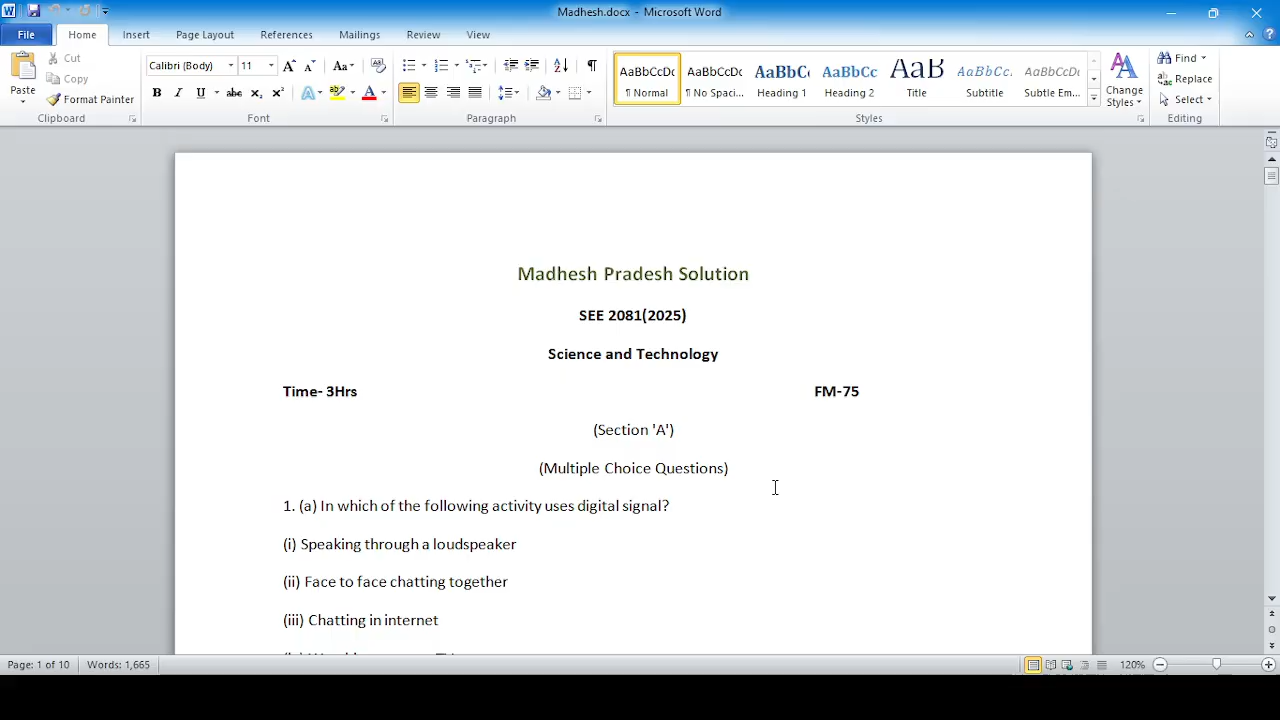 Madhesh.docx - Microsoft Word
File Home Insert Page Layout References Mailings Review View
Paste
Cut
Copy
Format Painter
Clipboard
Calibri (Body) 11
Font
Paragraph
AaBbCcDc AaBbCcDc AaBbC AaBbCc AaB AaBbCc. AaBbCcDc
¶ Normal ¶ No Spaci... Heading 1 Heading 2 Title Subtitle Subtle Em...
Styles
Change
Styles
Find
Replace
Select
Editing
Madhesh Pradesh Solution
SEE 2081(2025)
Science and Technology
Time- 3Hrs FM-75
(Section 'A')
(Multiple Choice Questions)
1. (a) In which of the following activity uses digital signal?
(i) Speaking through a loudspeaker
(ii) Face to face chatting together
(iii) Chatting in internet
Page: 1 of 10 Words: 1,665 120%